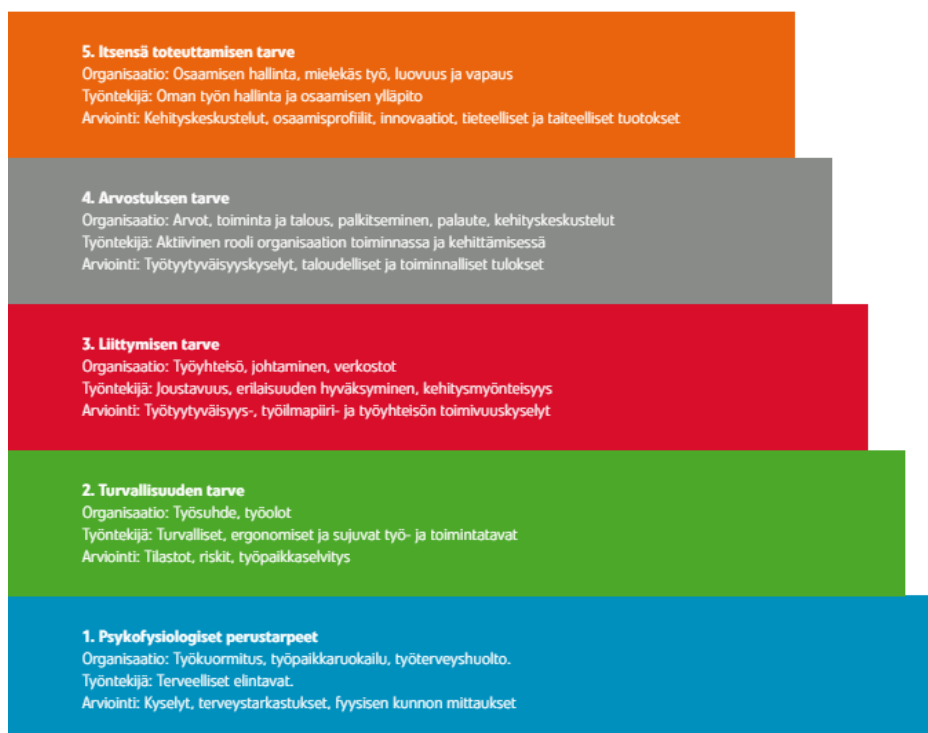 5. Itsensä toteuttamisen tarve
Organisaatio: Osaamisen hallinta, mielekäs työ, luovuus ja vapaus
Työntekijä: Oman työn hallinta ja osaamisen ylläpito
Arviointi: Kehityskeskustelut, osaamisprofiilit, innovaatiot, tieteelliset ja taiteelliset tuotokset
4. Arvostuksen tarve
Organisaatio: Arvot, toiminta ja talous, palkitseminen, palaute, kehityskeskustelut
Työntekijä: Aktiivinen rooli organisaation toiminnassa ja kehittämisessä
Arviointi: Työtyytyväisyyskyselyt, taloudelliset ja toiminnalliset tulokset
3. Liittymisen tarve
Organisaatio: Työyhteisö, johtaminen, verkostot
Työntekijä: Joustavuus, erilaisuuden hyväksyminen, kehitysmyönteisyys
Arviointi: Työtyytyväisyys-, työilmapiiri- ja työyhteisön toimivuuskyselyt
2. Turvallisuuden tarve
Organisaatio: Työsuhde, työolot
Työntekijä: Turvalliset, ergonomiset ja sujuvat työ- ja toimintatavat
Arviointi: Tilastot, riskit, työpaikkaselvitys
1. Psykofysiologiset perustarpeet
Organisaatio: Työkuormitus, työpaikkaruokailu, työterveyshuolto.
Työntekijä: Terveelliset elintavat.
Arviointi: Kyselyt, terveystarkastukset, fyysisen kunnon mittaukset